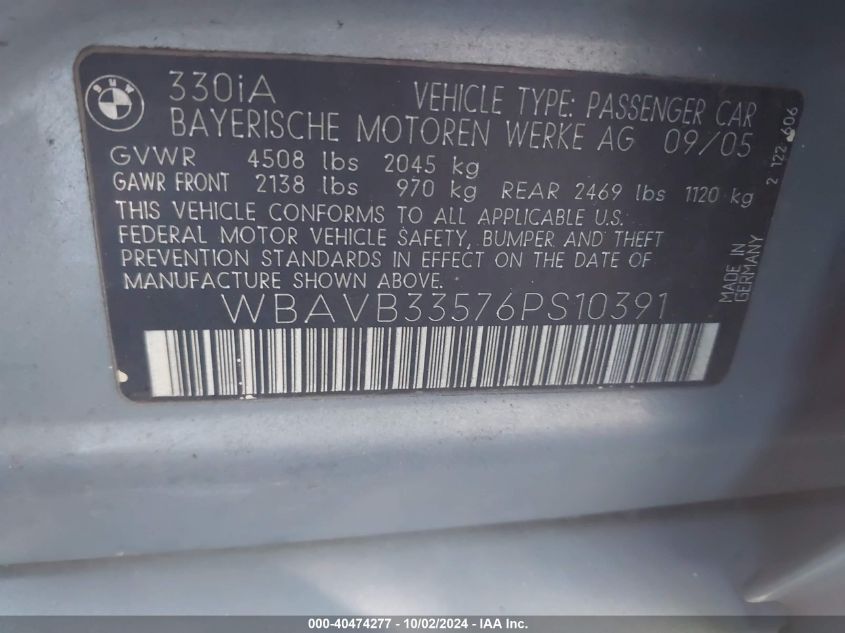 BMW
330iA VEHICLE TYPE: PASSENGER CAR
BAYERISCHE MOTOREN WERKE AG 09/05
GVWR 4508 lbs 2045 kg
GAWR FRONT 2138 lbs 970 kg REAR 2469 lbs 1120 kg
THIS VEHICLE CONFORMS TO ALL APPLICABLE U.S.
FEDERAL MOTOR VEHICLE SAFETY, BUMPER AND THEFT
PREVENTION STANDARDS IN EFFECT ON THE DATE OF
MANUFACTURE SHOWN ABOVE.
WBAVB33576PS10391
2 122 606
MADE IN
GERMANY
000-40474277 - 10/02/2024 - IAA Inc.